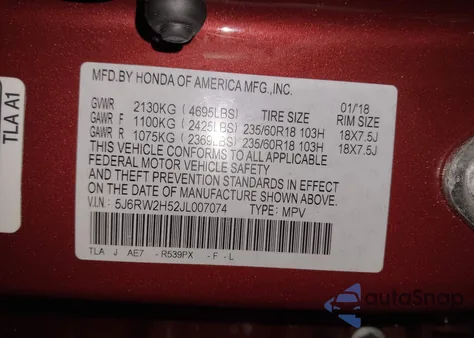 MFD. BY HONDA OF AMERICA MFG., INC.
GVWR 2130KG (4695LBS) TIRE SIZE 01/18 RIM SIZE
GAWR F 1100KG (2425LBS) 235/60R18 103H 18X7.5J
GAWR R 1075KG (2369LBS) 235/60R18 103H 18X7.5J
THIS VEHICLE CONFORMS TO ALL APPLICABLE
FEDERAL MOTOR VEHICLE SAFETY
AND THEFT PREVENTION STANDARDS IN EFFECT
ON THE DATE OF MANUFACTURE SHOWN ABOVE.
V.I.N.: 5J6RW2H52JL007074 TYPE: MPV
TLA J AE7 - R539PX - F - L
TLA A1
autoSnap